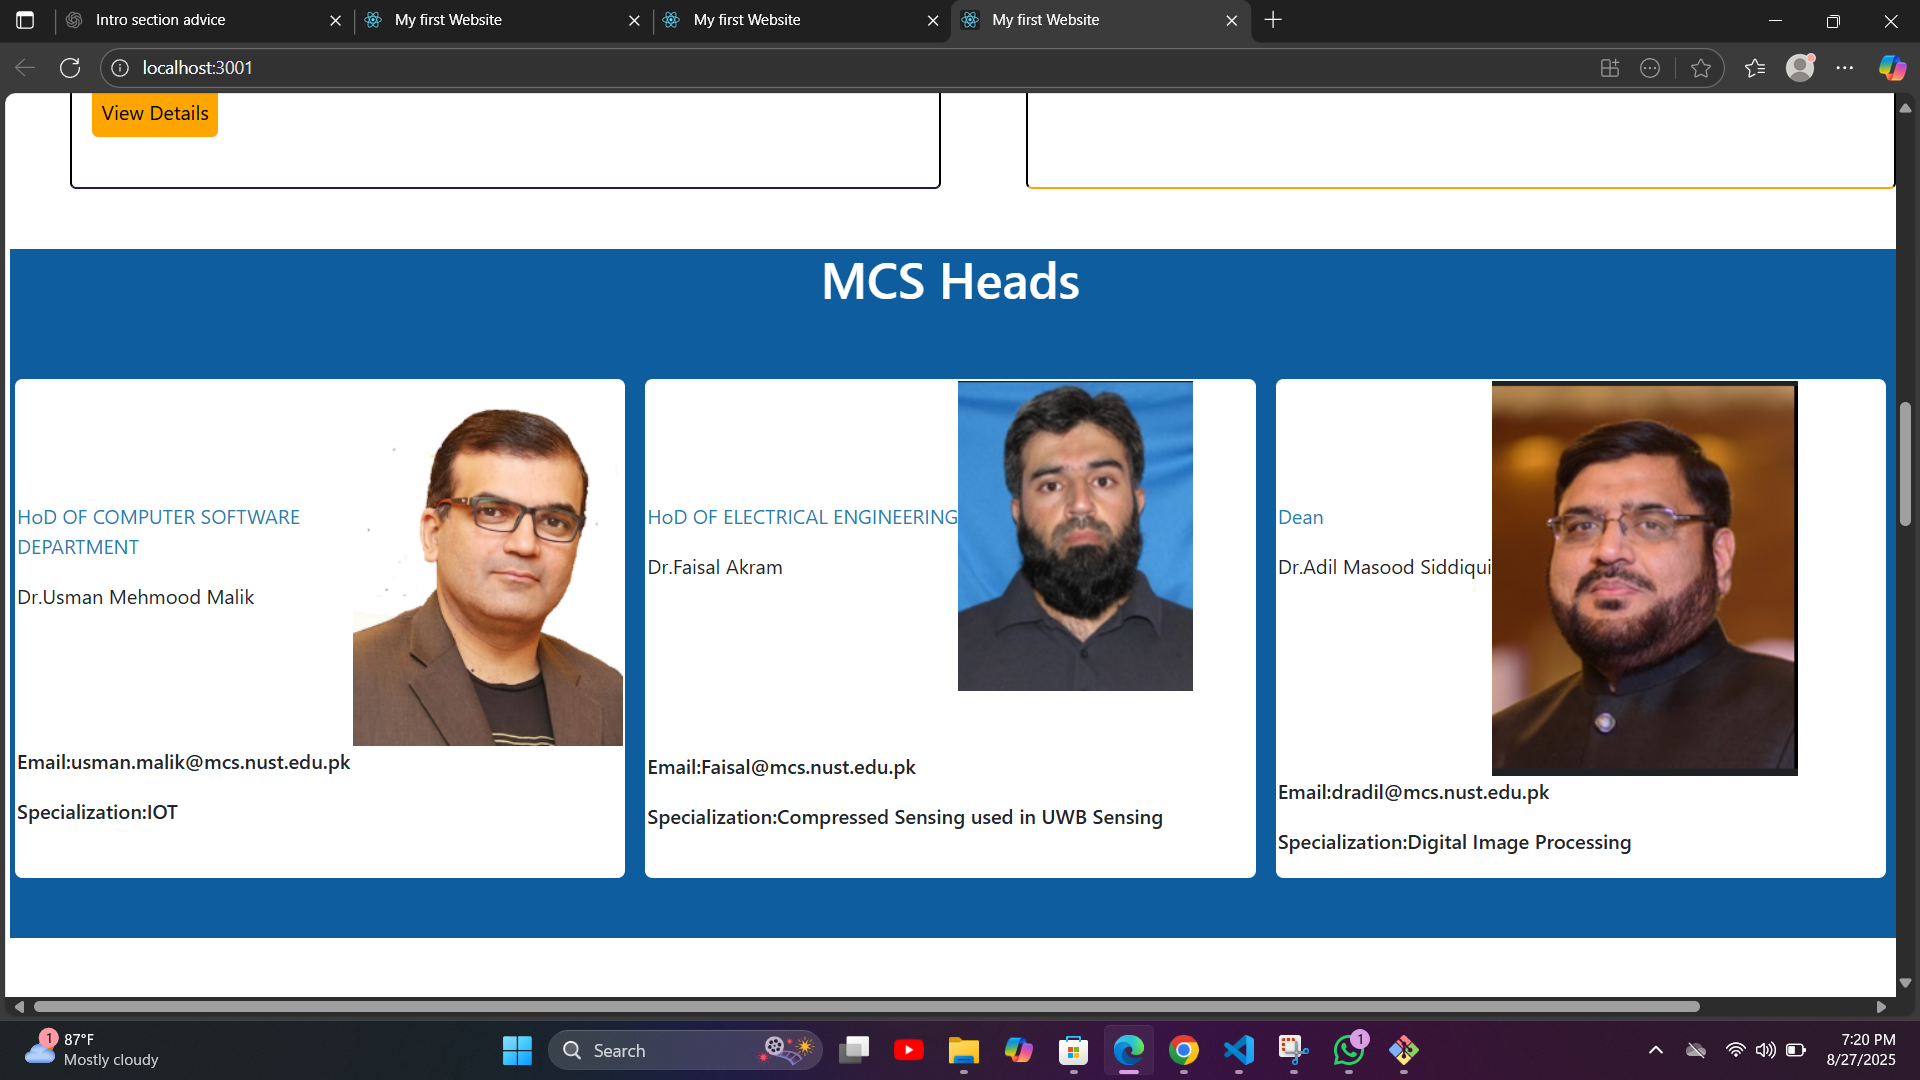 Intro section advice
My first Website
My first Website
My first Website
localhost:3001
View Details
MCS Heads
HoD OF COMPUTER SOFTWARE
DEPARTMENT
Dr.Usman Mehmood Malik
Email:usman.malik@mcs.nust.edu.pk
Specialization:IOT
HoD OF ELECTRICAL ENGINEERING
Dr.Faisal Akram
Email:Faisal@mcs.nust.edu.pk
Specialization:Compressed Sensing used in UWB Sensing
Dean
Dr.Adil Masood Siddiqui
Email:dradil@mcs.nust.edu.pk
Specialization:Digital Image Processing
1
87°F
Mostly cloudy
Search
1
7:20 PM
8/27/2025